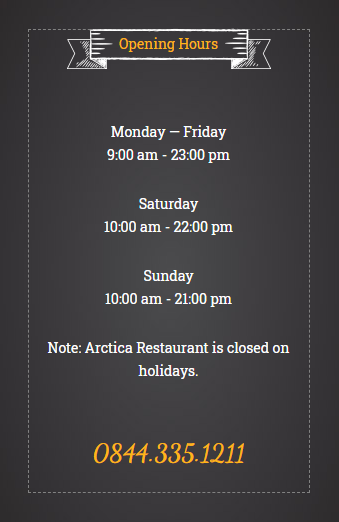 Opening Hours
Monday — Friday
9:00 am - 23:00 pm
Saturday
10:00 am - 22:00 pm
Sunday
10:00 am - 21:00 pm
Note: Arctica Restaurant is closed on
holidays.
0844.335.1211